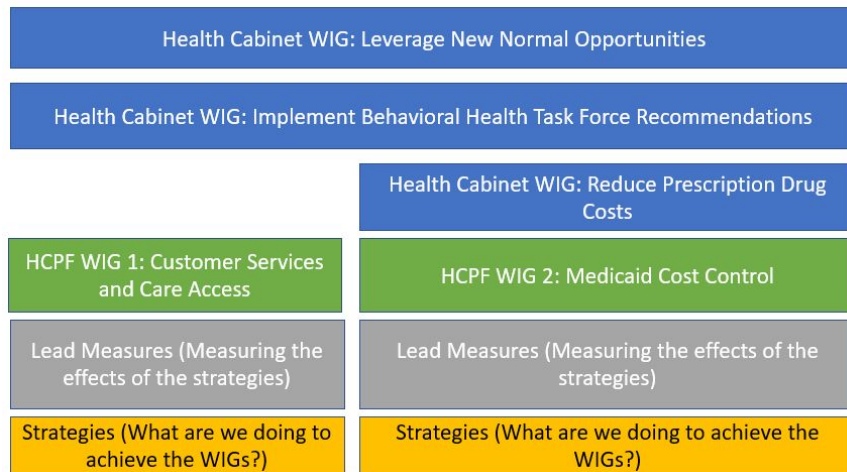 Health Cabinet WIG: Leverage New Normal Opportunities
Health Cabinet WIG: Implement Behavioral Health Task Force Recommendations
Health Cabinet WIG: Reduce Prescription Drug
Costs
HCPF WIG 1: Customer Services
and Care Access
HCPF WIG 2: Medicaid Cost Control
Lead Measures (Measuring the
effects of the strategies)
Lead Measures (Measuring the effects of the
strategies)
Strategies (What are we doing to
achieve the WIGs?)
Strategies (What are we doing to achieve the
WIGs?)